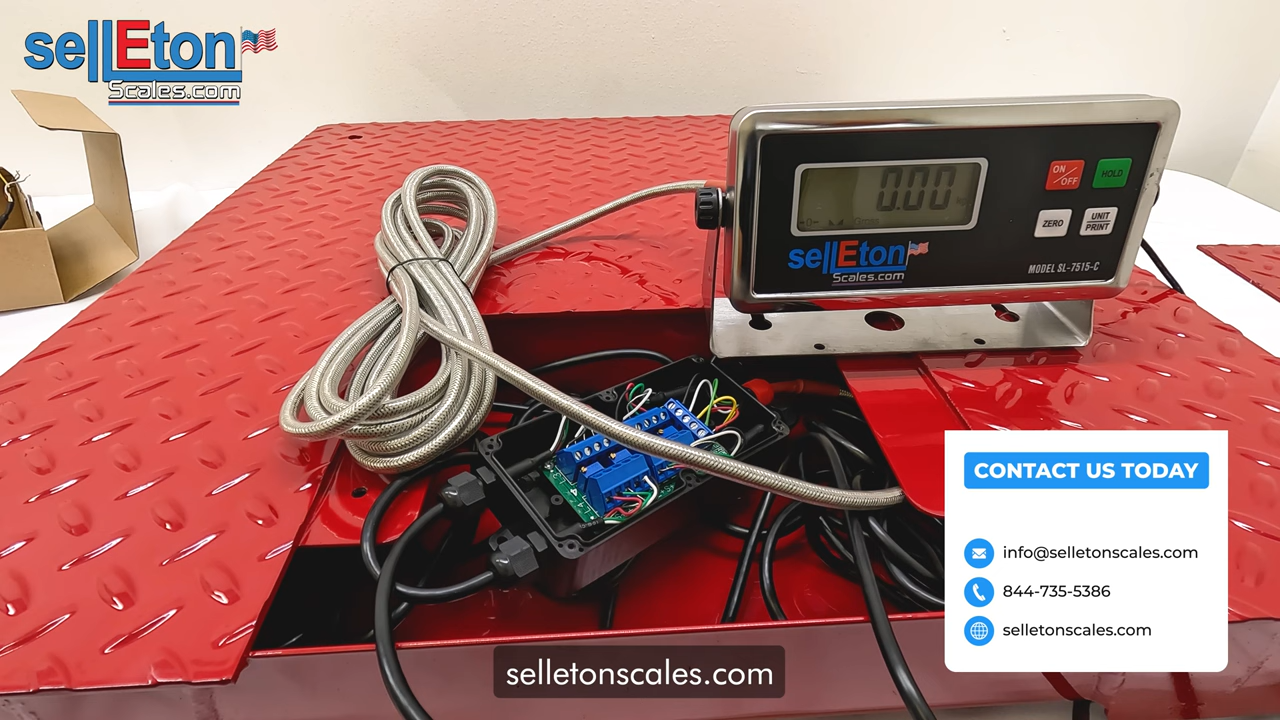 sellEton
Scales.com
0.00
ON/OFF
HOLD
ZERO
UNIT
PRINT
sellEton
Scales.com
MODEL SL-7515-C
CONTACT US TODAY
info@selletonscales.com
844-735-5386
selletonscales.com
selletonscales.com